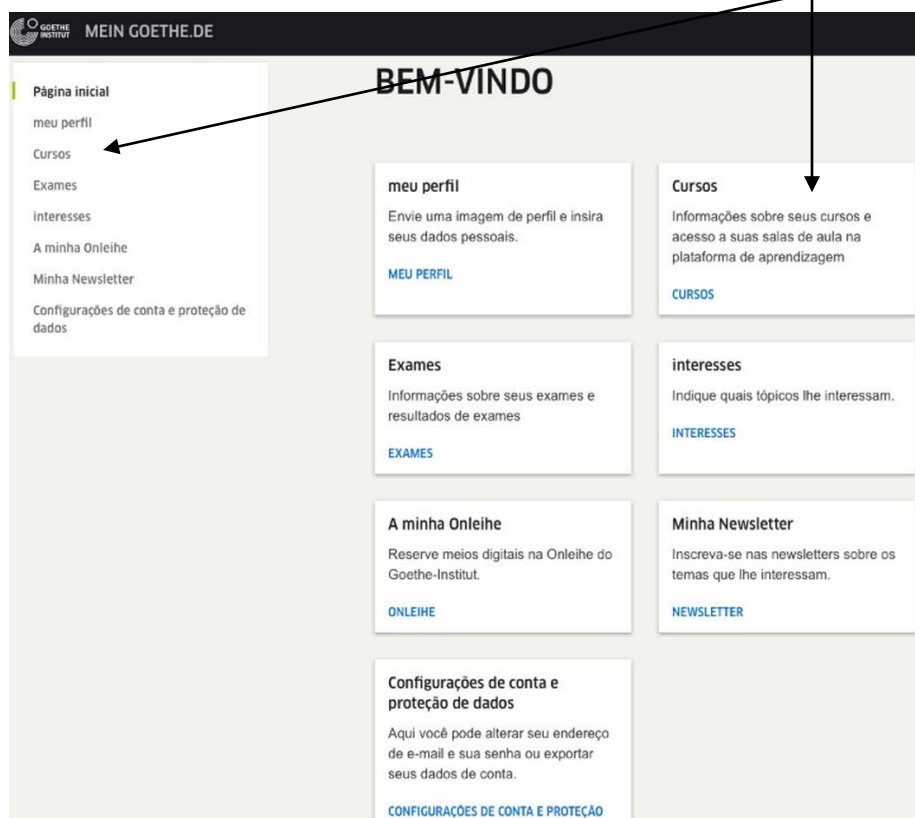 GOETHE
INSTITUT
MEIN GOETHE.DE
Página inicial
meu perfil
Cursos
Exames
interesses
A minha Onleihe
Minha Newsletter
Configurações de conta e proteção de
dados
BEM-VINDO
meu perfil
Envie uma imagem de perfil e insira
seus dados pessoais.
MEU PERFIL
Cursos
Informações sobre seus cursos e
acesso a suas salas de aula na
plataforma de aprendizagem
CURSOS
Exames
Informações sobre seus exames e
resultados de exames
EXAMES
interesses
Indique quais tópicos lhe interessam.
INTERESSES
A minha Onleihe
Reserve meios digitais na Onleihe do
Goethe-Institut.
ONLEIHE
Minha Newsletter
Inscreva-se nas newsletters sobre os
temas que lhe interessam.
NEWSLETTER
Configurações de conta e
proteção de dados
Aqui você pode alterar seu endereço
de e-mail e sua senha ou exportar
seus dados de conta.
CONFIGURAÇÕES DE CONTA E PROTEÇÃO